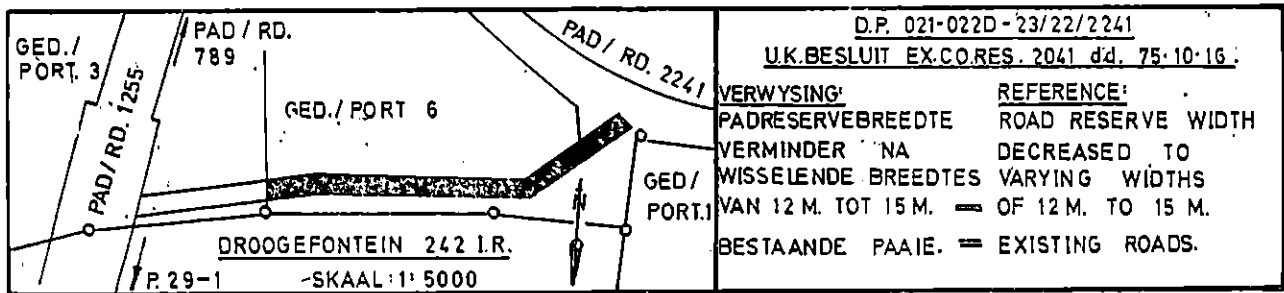 GED./
PORT. 3
PAD / RD.
789
PAD / RD. 1255
GED./ PORT 6
PAD / RD. 2241
GED/
PORT.1
N
DROOGEFONTEIN 242 I.R.
SKAAL:1: 5000
P. 29-1
D.P. 021-022D-23/22/2241
U.K.BESLUIT EX.CO.RES. 2041 dd. 75-10-16.
VERWYSING: REFERENCE:
PADRESERVEBREEDTE ROAD RESERVE WIDTH
VERMINDER NA DECREASED TO
WISSELENDE BREEDTES VARYING WIDTHS
VAN 12 M. TOT 15 M. OF 12 M. TO 15 M.
BESTAANDE PAAIE. EXISTING ROADS.